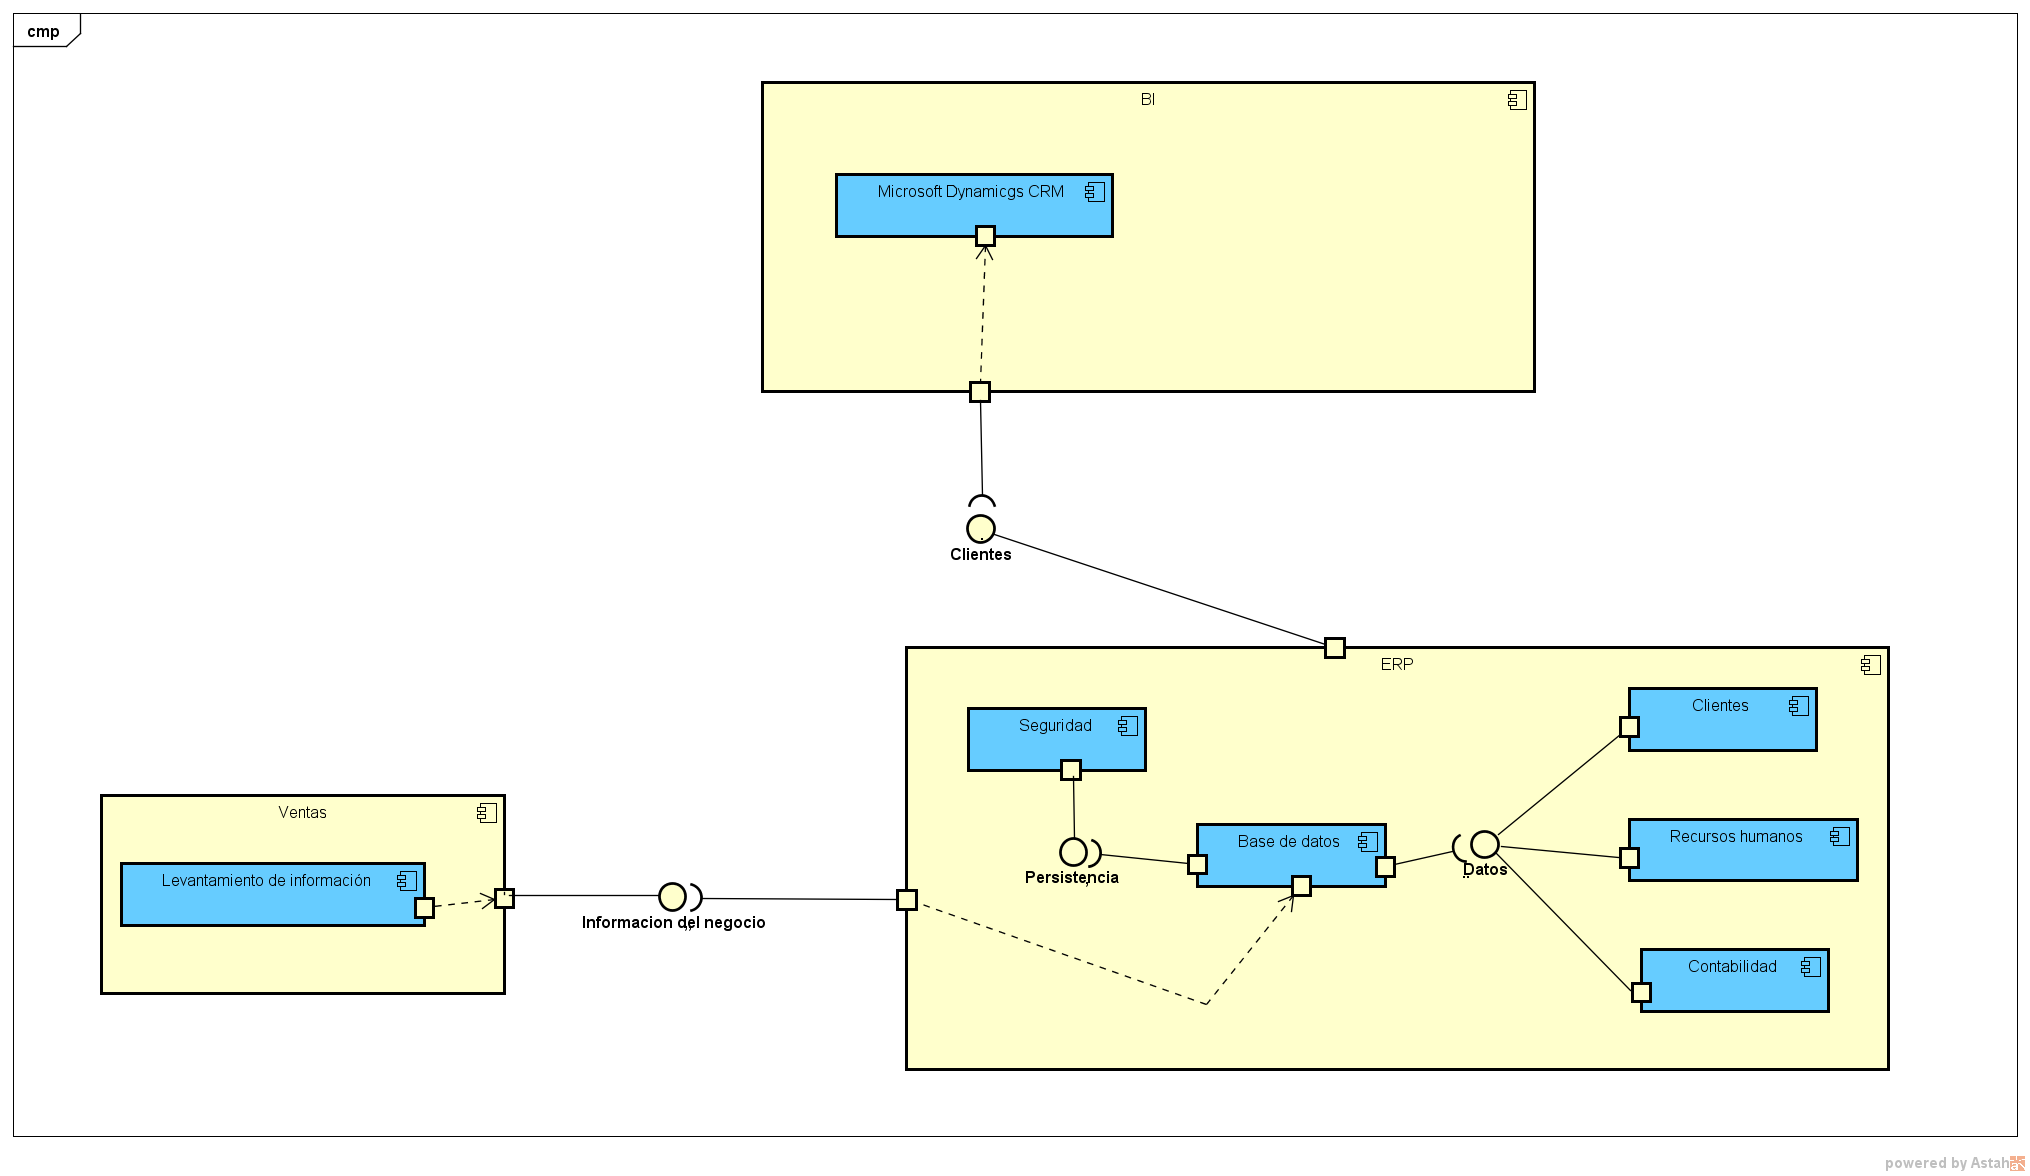 cmp
BI
Microsoft Dynamicgs CRM
Clientes
ERP
Seguridad
Clientes
Ventas
Levantamiento de información
Informacion del negocio
Persistencia
Base de datos
Datos
Recursos humanos
Contabilidad
powered by Astah